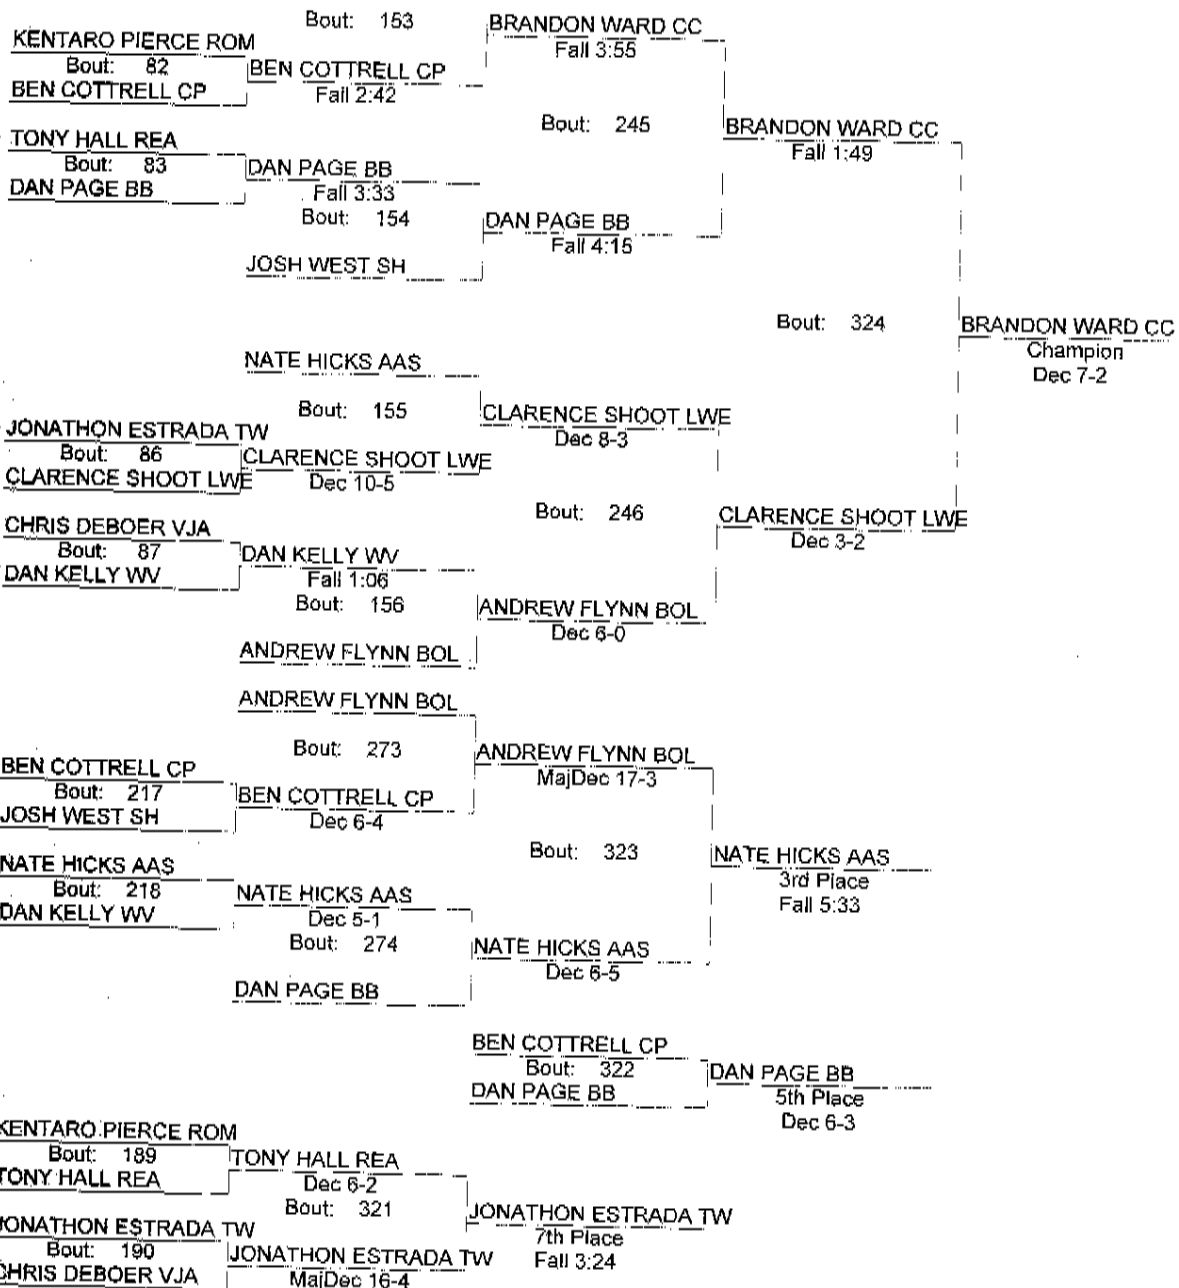 Bout: 153
BRANDON WARD CC
Fall 3:55
KENTARO PIERCE ROM
Bout: 82
BEN COTTRELL CP
BEN COTTRELL CP
Fall 2:42
Bout: 245
BRANDON WARD CC
Fall 1:49
TONY HALL REA
Bout: 83
DAN PAGE BB
DAN PAGE BB
Fall 3:33
Bout: 154
DAN PAGE BB
Fall 4:15
JOSH WEST SH
Bout: 324
BRANDON WARD CC
Champion
Dec 7-2
NATE HICKS AAS
Bout: 155
CLARENCE SHOOT LWE
Dec 8-3
JONATHON ESTRADA TW
Bout: 86
CLARENCE SHOOT LWE
CLARENCE SHOOT LWE
Dec 10-5
Bout: 246
CLARENCE SHOOT LWE
Dec 3-2
CHRIS DEBOER VJA
Bout: 87
DAN KELLY WV
DAN KELLY WV
Fall 1:06
Bout: 156
ANDREW FLYNN BOL
Dec 6-0
ANDREW FLYNN BOL
ANDREW FLYNN BOL
Bout: 273
ANDREW FLYNN BOL
MajDec 17-3
BEN COTTRELL CP
Bout: 217
JOSH WEST SH
BEN COTTRELL CP
Dec 6-4
Bout: 323
NATE HICKS AAS
3rd Place
Fall 5:33
NATE HICKS AAS
Bout: 218
DAN KELLY WV
NATE HICKS AAS
Dec 5-1
Bout: 274
NATE HICKS AAS
Dec 6-5
DAN PAGE BB
BEN COTTRELL CP
Bout: 322
DAN PAGE BB
DAN PAGE BB
5th Place
Dec 6-3
KENTARO PIERCE ROM
Bout: 189
TONY HALL REA
TONY HALL REA
Dec 6-2
Bout: 321
JONATHON ESTRADA TW
7th Place
Fall 3:24
JONATHON ESTRADA TW
Bout: 190
CHRIS DEBOER VJA
JONATHON ESTRADA TW
MajDec 16-4